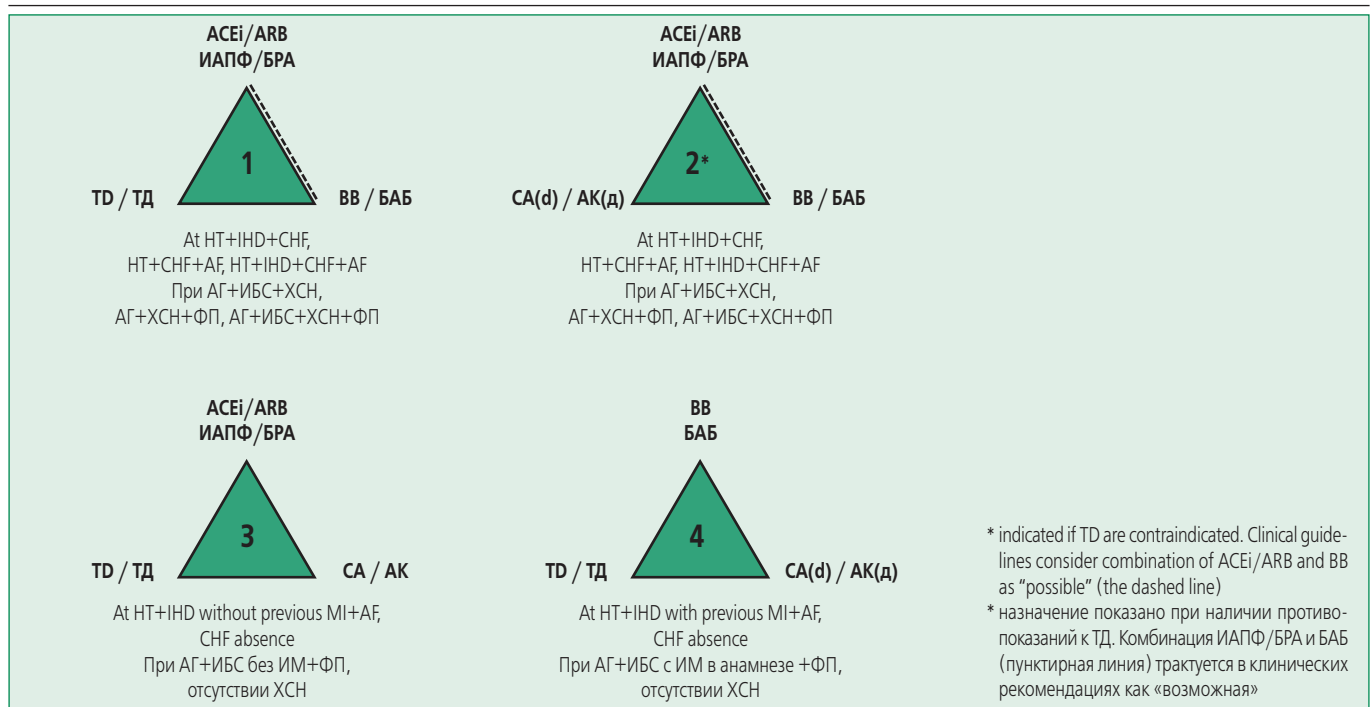 ACEi/ARB
ИАПФ/БРА
1
TD / ТД
BB / БАБ
At HT+IHD+CHF,
HT+CHF+AF, HT+IHD+CHF+AF
При АГ+ИБС+ХСН,
АГ+ХСН+ФП, АГ+ИБС+ХСН+ФП
ACEi/ARB
ИАПФ/БРА
2*
CA(d) / АК(д)
BB / БАБ
At HT+IHD+CHF,
HT+CHF+AF, HT+IHD+CHF+AF
При АГ+ИБС+ХСН,
АГ+ХСН+ФП, АГ+ИБС+ХСН+ФП
ACEi/ARB
ИАПФ/БРА
3
TD / ТД
CA / АК
At HT+IHD without previous MI+AF,
CHF absence
При АГ+ИБС без ИМ+ФП,
отсутствии ХСН
BB
БАБ
4
TD / ТД
CA(d) / АК(д)
At HT+IHD with previous MI+AF,
CHF absence
При АГ+ИБС с ИМ в анамнезе +ФП,
отсутствии ХСН
* indicated if TD are contraindicated. Clinical guide-
lines consider combination of ACEi/ARB and BB
as “possible” (the dashed line)
* назначение показано при наличии противо-
показаний к ТД. Комбинация ИАПФ/БРА и БАБ
(пунктирная линия) трактуется в клинических
рекомендациях как «возможная»